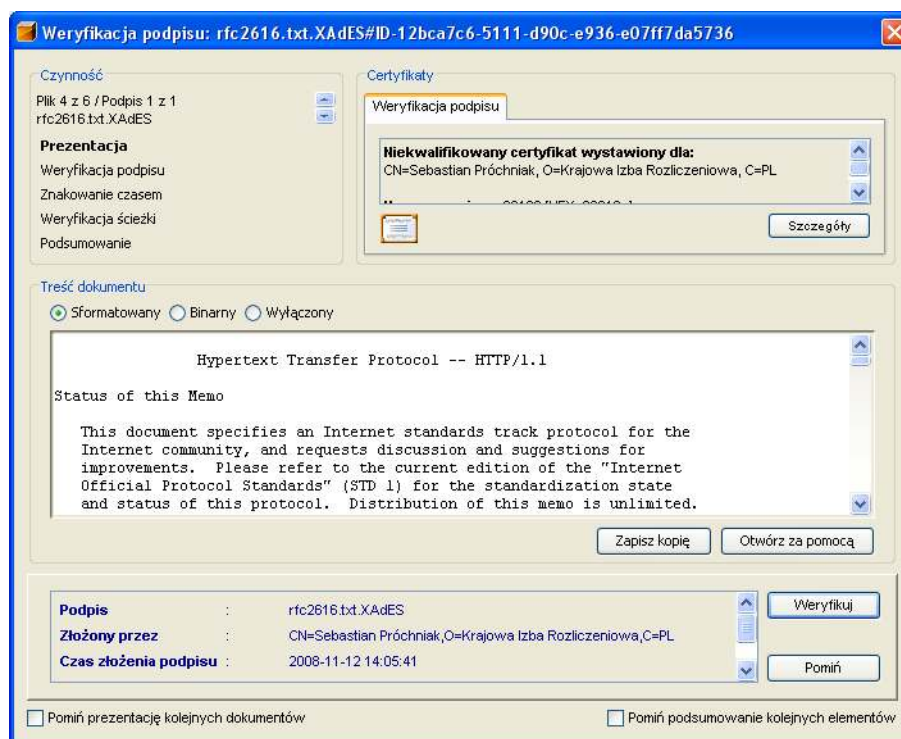 Weryfikacja podpisu: rfc2616.txt.XAdES#ID-12bca7c6-5111-d90c-e936-e07ff7da5736
Czynność
Plik 4 z 6 / Podpis 1 z 1
rfc2616.txt.XAdES
Prezentacja
Weryfikacja podpisu
Znakowanie czasem
Weryfikacja ścieżki
Podsumowanie
Certyfikaty
Weryfikacja podpisu
Niekwalifikowany certyfikat wystawiony dla:
CN=Sebastian Próchniak, O=Krajowa Izba Rozliczeniowa, C=PL
Szczegóły
Treść dokumentu
Sformatowany Binarny Wyłączony
Hypertext Transfer Protocol -- HTTP/1.1
Status of this Memo
This document specifies an Internet standards track protocol for the
Internet community, and requests discussion and suggestions for
improvements. Please refer to the current edition of the "Internet
Official Protocol Standards" (STD 1) for the standardization state
and status of this protocol. Distribution of this memo is unlimited.
Zapisz kopię Otwórz za pomocą
Podpis : rfc2616.txt.XAdES
Złożony przez : CN=Sebastian Próchniak,O=Krajowa Izba Rozliczeniowa,C=PL
Czas złożenia podpisu : 2008-11-12 14:05:41
Weryfikuj
Pomiń
Pomiń prezentację kolejnych dokumentów
Pomiń podsumowanie kolejnych elementów